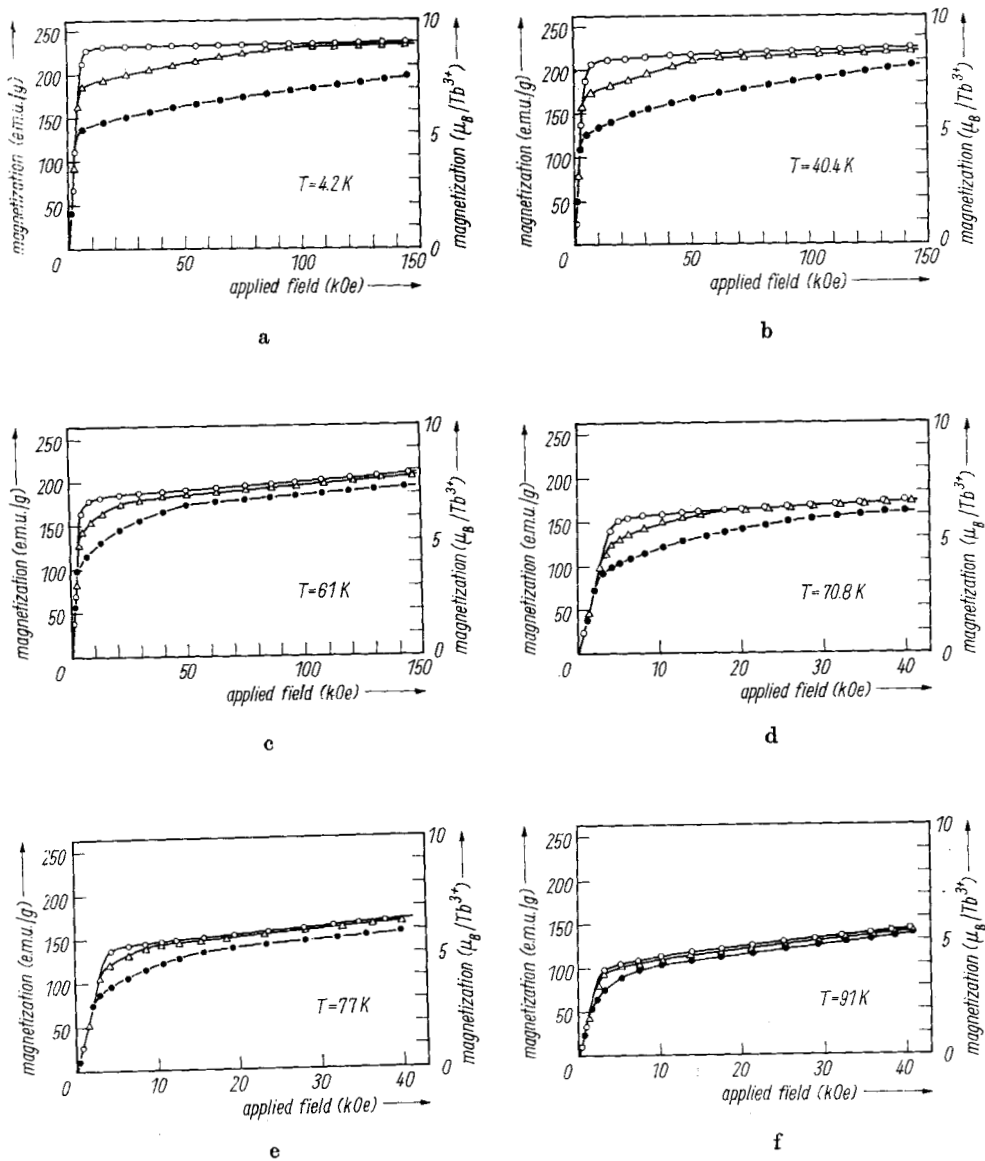 250
200
150
100
50
0
50
100
150
10
5
0
magnetization (e.m.u./g)
magnetization (μB/Tb3+)
T=4.2 K
applied field (kOe)
a
250
200
150
100
50
0
50
100
150
10
5
0
magnetization (e.m.u./g)
magnetization (μB/Tb3+)
T=40.4 K
applied field (kOe)
b
250
200
150
100
50
0
50
100
150
10
5
0
magnetization (e.m.u./g)
magnetization (μB/Tb3+)
T=61 K
applied field (kOe)
c
250
200
150
100
50
0
10
20
30
40
10
5
0
magnetization (e.m.u./g)
magnetization (μB/Tb3+)
T=70.8 K
applied field (kOe)
d
250
200
150
100
50
0
10
20
30
40
10
5
0
magnetization (e.m.u./g)
magnetization (μB/Tb3+)
T=77 K
applied field (kOe)
e
250
200
150
100
50
0
10
20
30
40
10
5
0
magnetization (e.m.u./g)
magnetization (μB/Tb3+)
T=91 K
applied field (kOe)
f